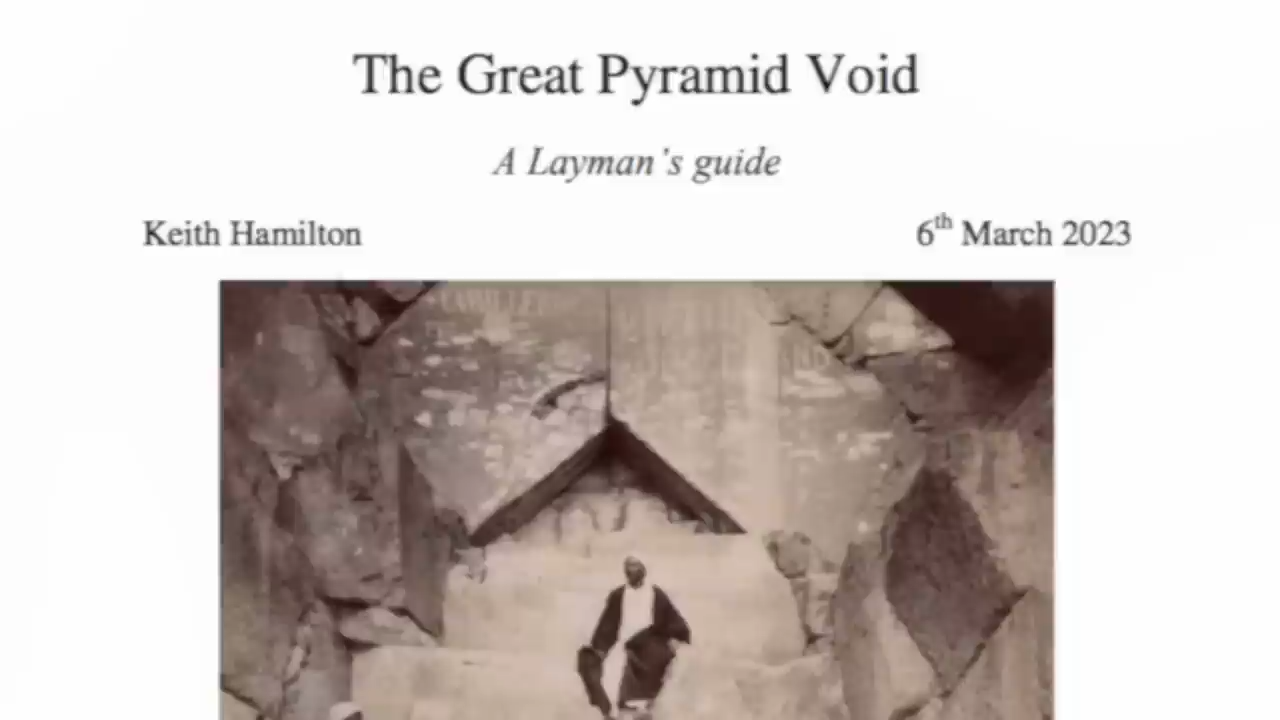 The Great Pyramid Void
A Layman's guide
Keith Hamilton
6th March 2023